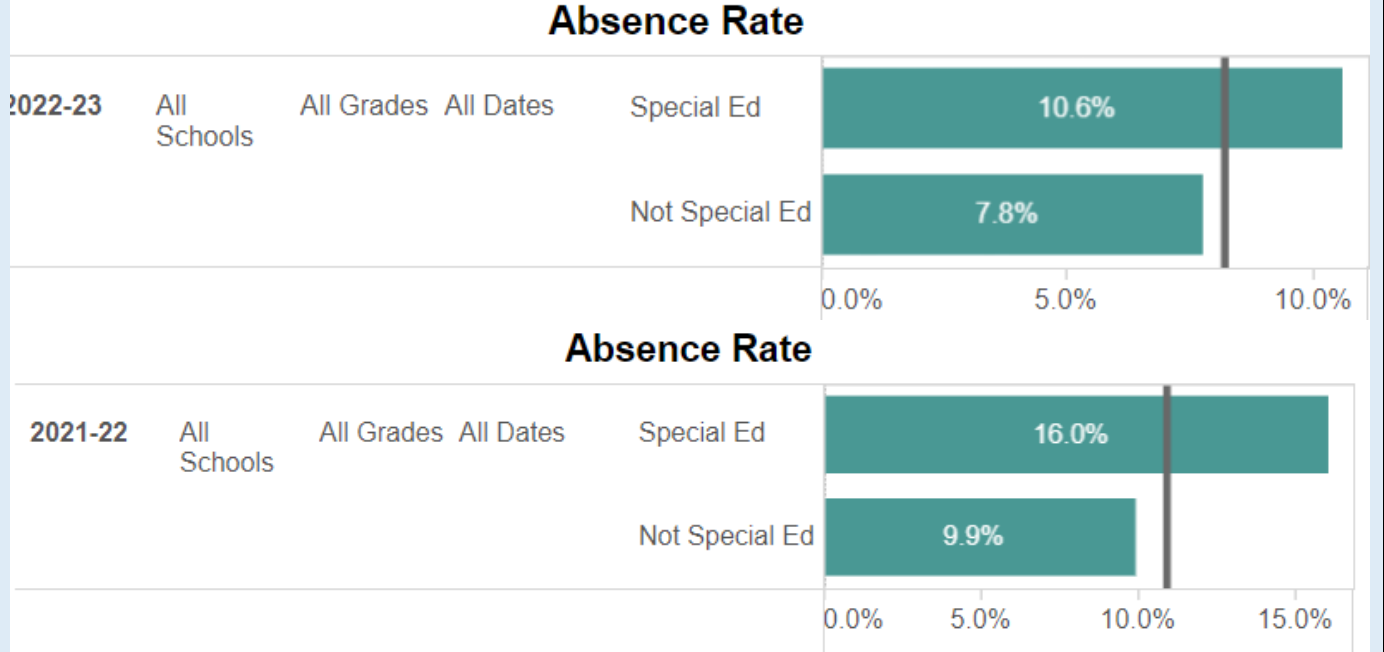 Absence Rate
2022-23 All Schools All Grades All Dates Special Ed 10.6%
Not Special Ed 7.8%
0.0% 5.0% 10.0%
Absence Rate
2021-22 All Schools All Grades All Dates Special Ed 16.0%
Not Special Ed 9.9%
0.0% 5.0% 10.0% 15.0%